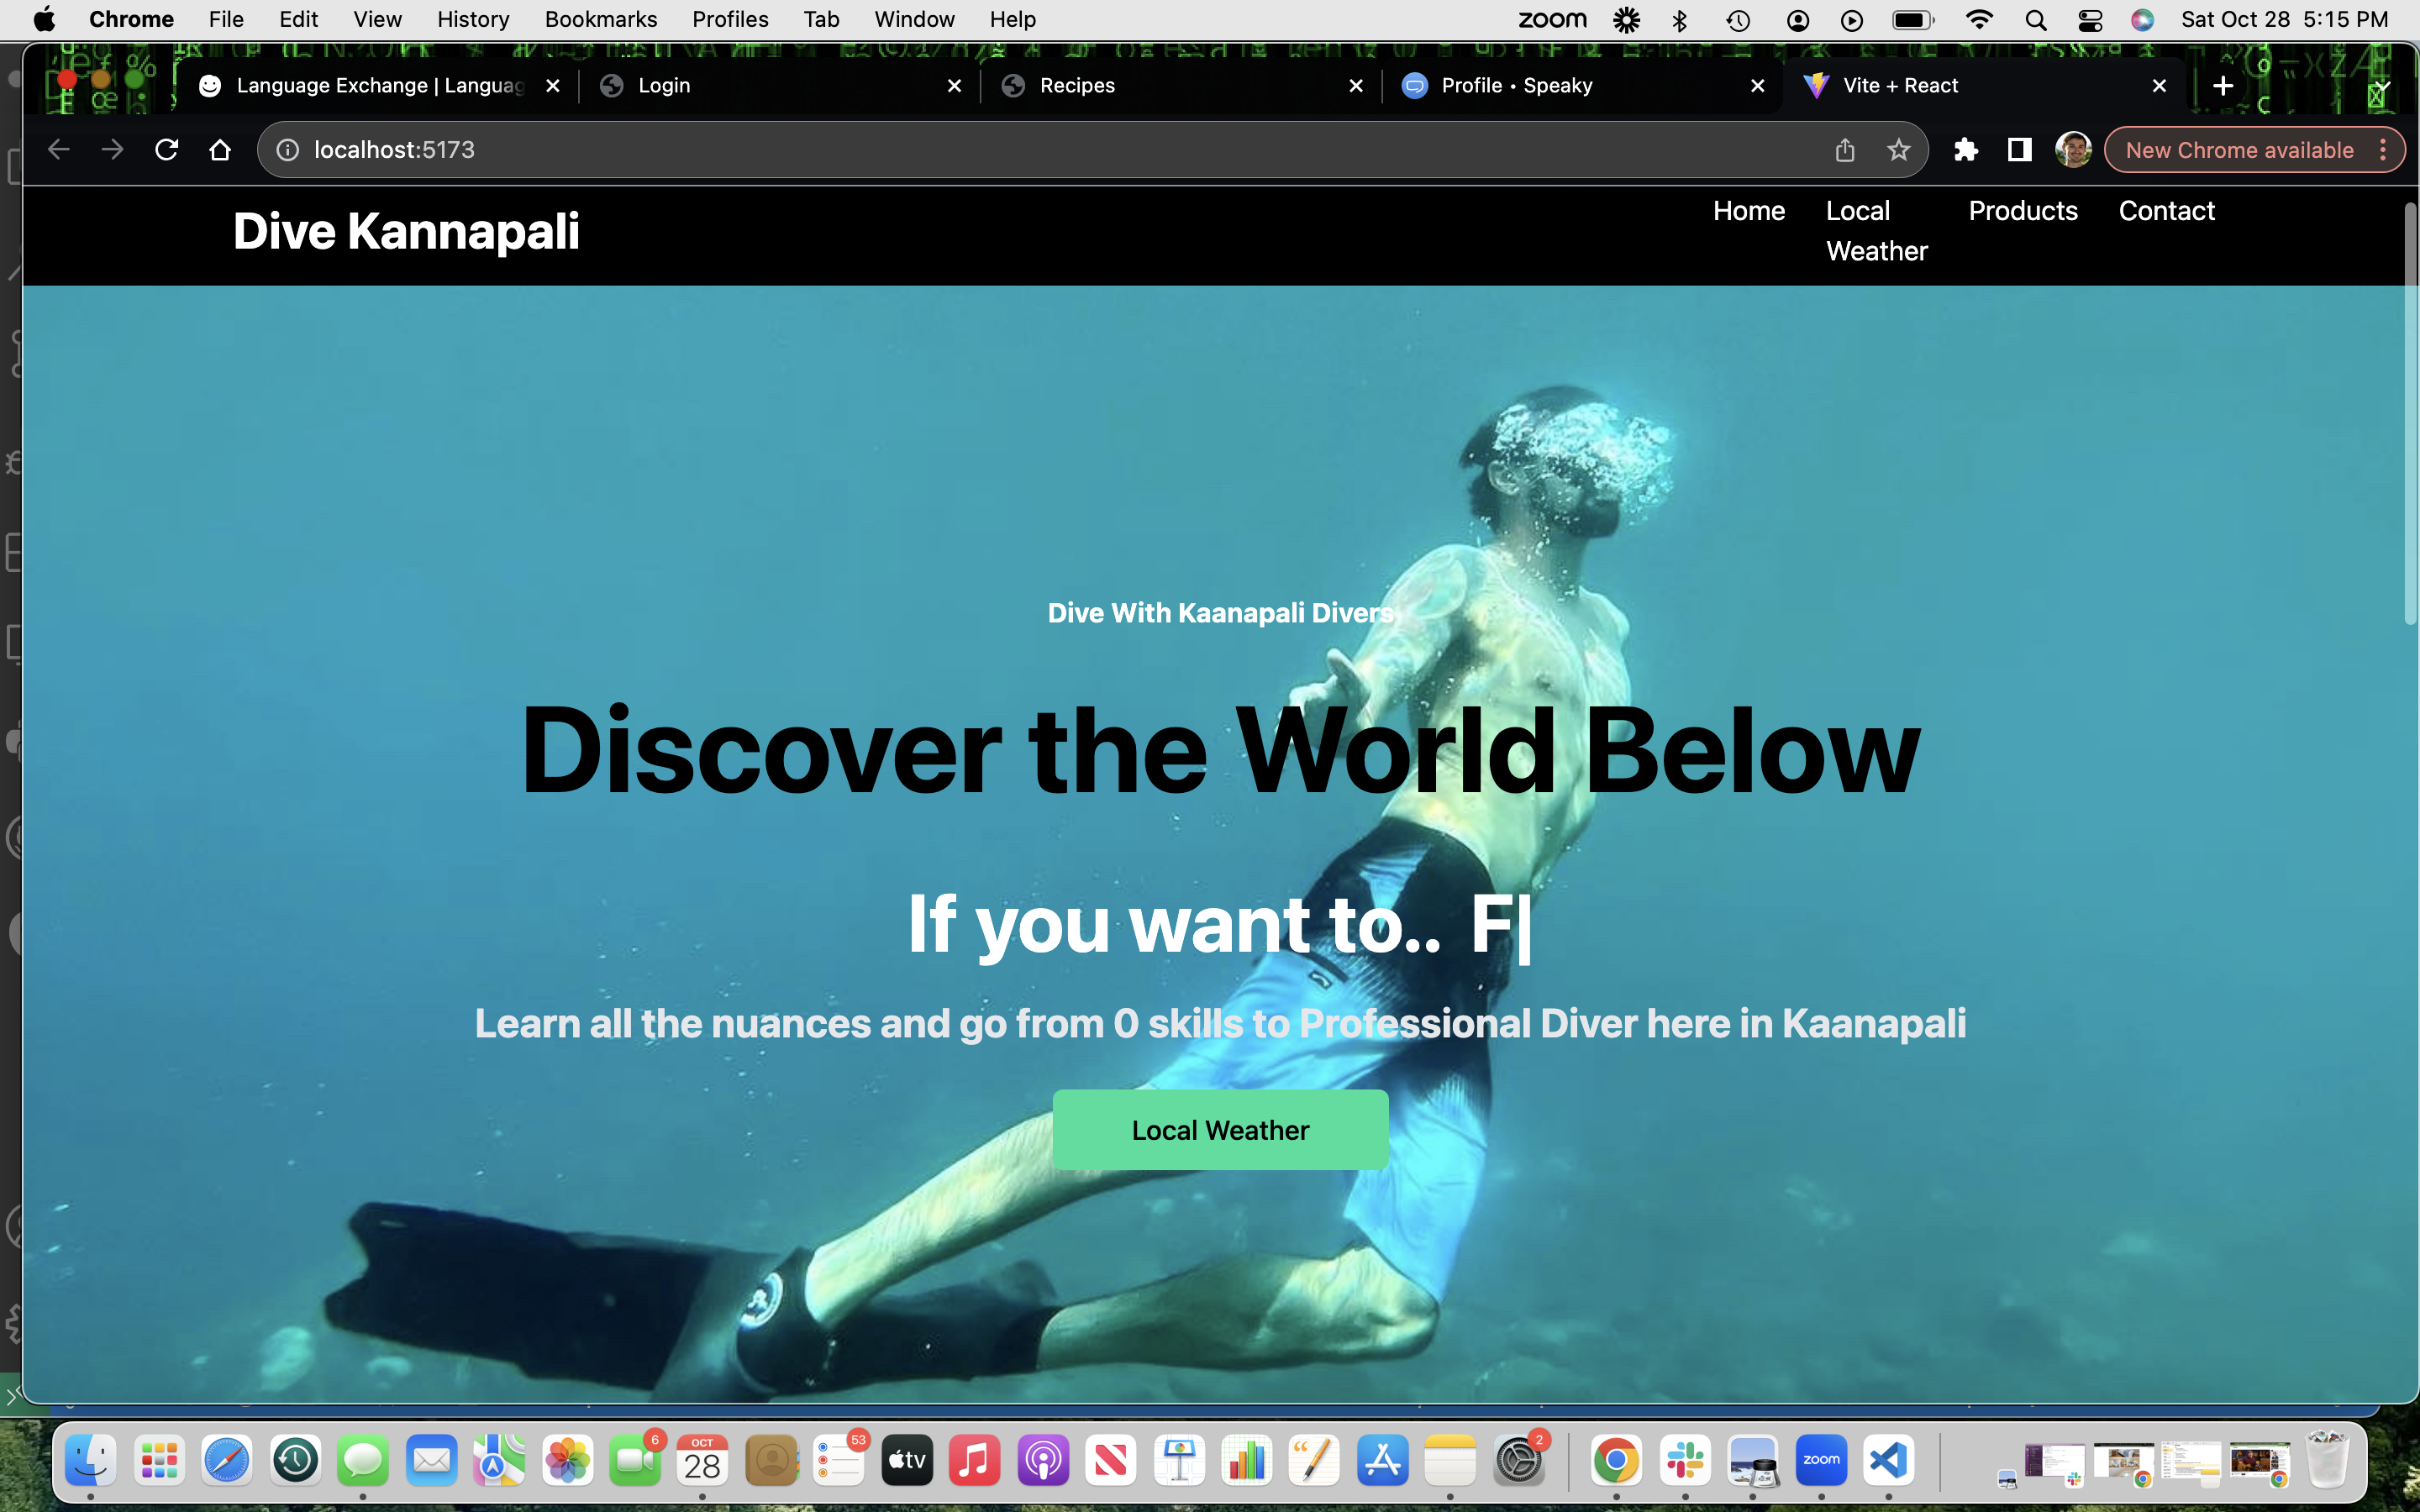 Chrome File Edit View History Bookmarks Profiles Tab Window Help zoom Sat Oct 28 5:15 PM
Language Exchange | Languag Login Recipes Profile • Speaky Vite + React
localhost:5173 New Chrome available
Dive Kannapali Home Local Weather Products Contact
Dive With Kaanapali Divers
Discover the World Below
If you want to.. F|
Learn all the nuances and go from 0 skills to Professional Diver here in Kaanapali
Local Weather
6 OCT 28 53 tv 2 zoom